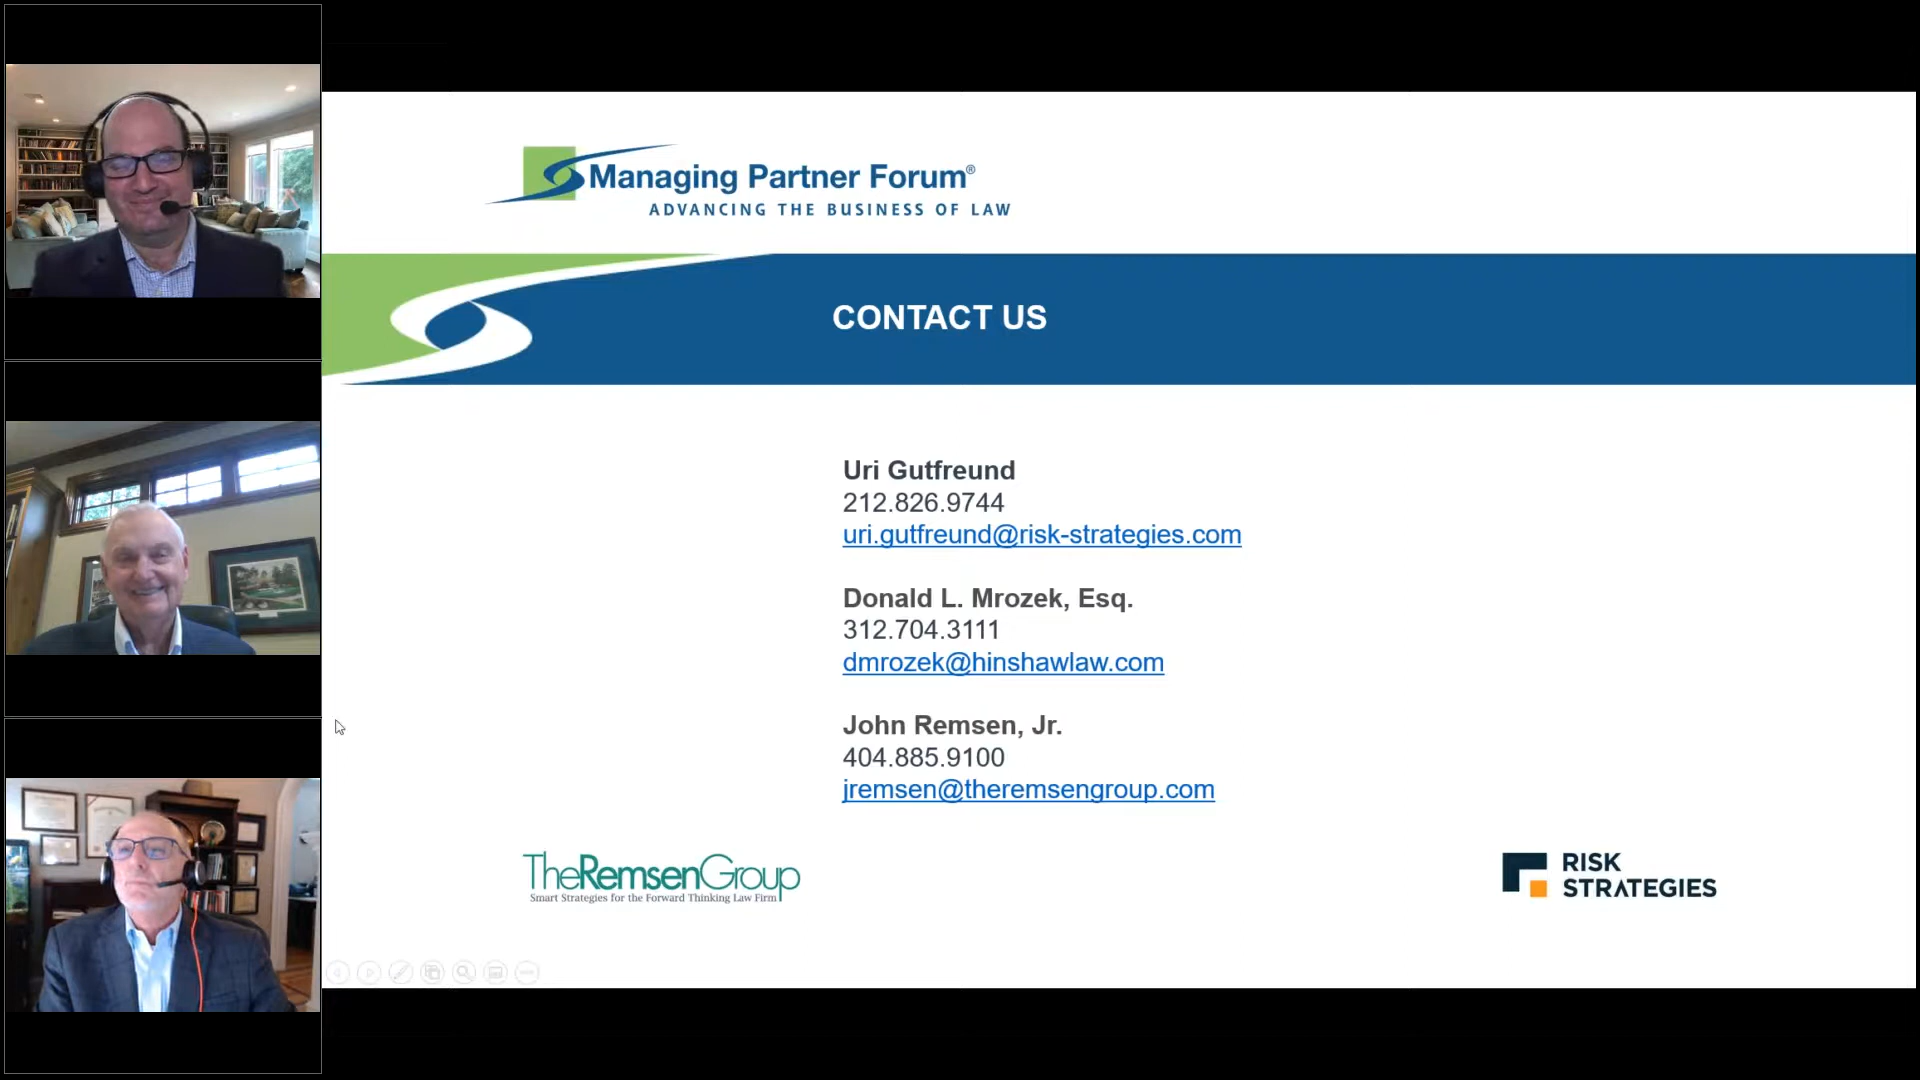 Managing Partner Forum®
ADVANCING THE BUSINESS OF LAW
CONTACT US
Uri Gutfreund
212.826.9744
uri.gutfreund@risk-strategies.com
Donald L. Mrozek, Esq.
312.704.3111
dmrozek@hinshawlaw.com
John Remsen, Jr.
404.885.9100
jremsen@theremsengroup.com
TheRemsenGroup
Smart Strategies for the Forward Thinking Law Firm
RISK
STRATEGIES